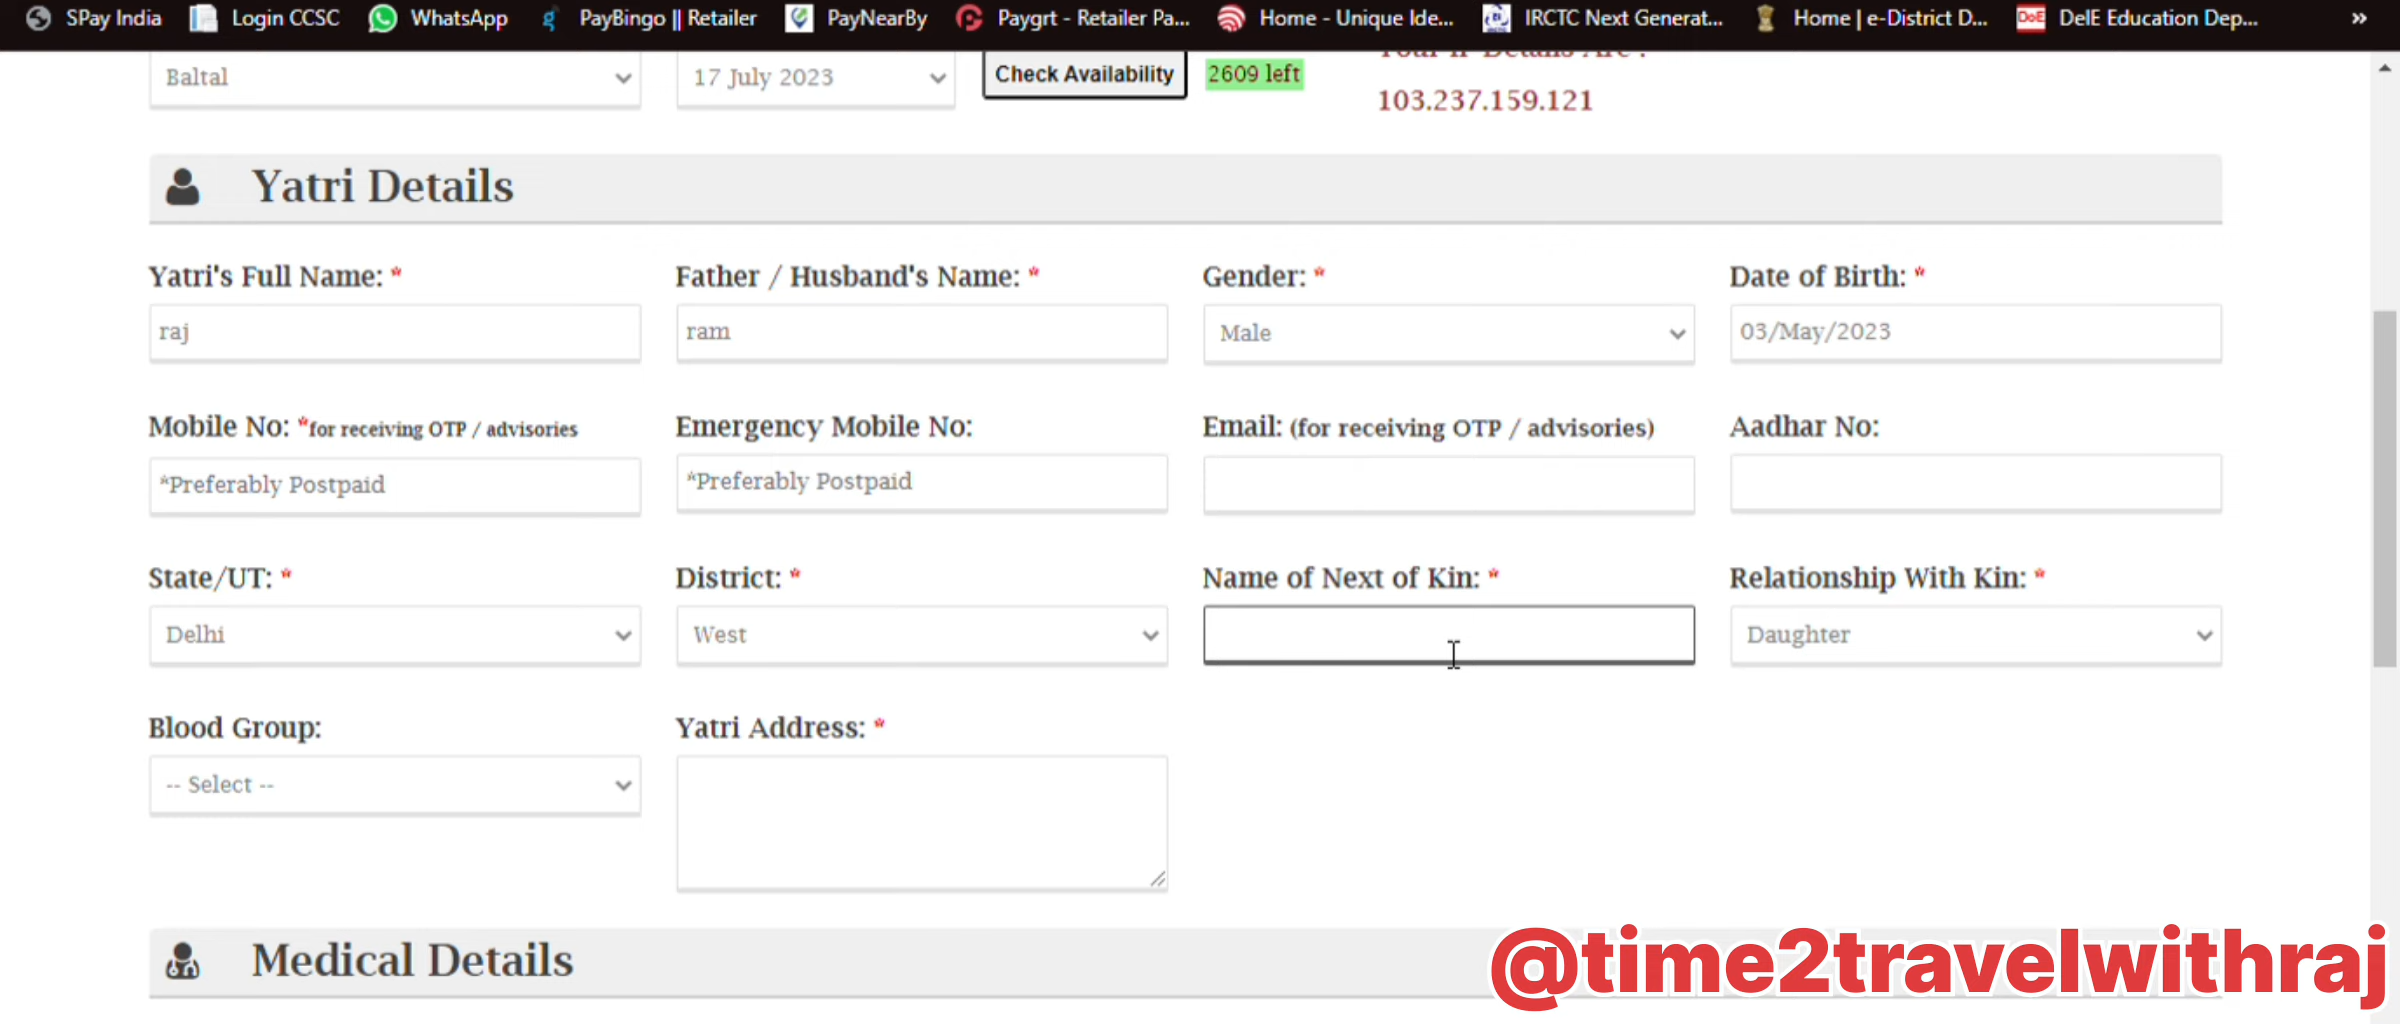 SPay India Login CCSC WhatsApp PayBingo || Retailer PayNearBy Paygrt - Retailer Pa... Home - Unique Ide... IRCTC Next Generat... Home | e-District D... DelE Education Dep... »
Your IP Details Are :
Baltal 17 July 2023 Check Availability 2609 left
103.237.159.121
Yatri Details
Yatri's Full Name: * Father / Husband's Name: * Gender: * Date of Birth: *
raj ram Male 03/May/2023
Mobile No: *for receiving OTP / advisories Emergency Mobile No: Email: (for receiving OTP / advisories) Aadhar No:
*Preferably Postpaid *Preferably Postpaid
State/UT: * District: * Name of Next of Kin: * Relationship With Kin: *
Delhi West Daughter
Blood Group: Yatri Address: *
-- Select --
Medical Details
@time2travelwithraj